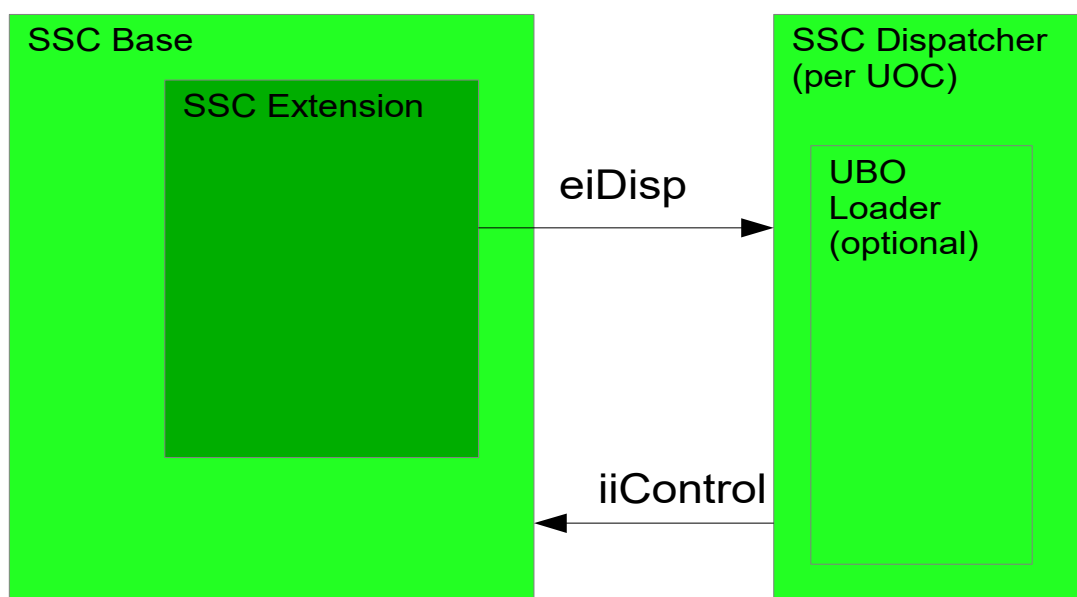 SSC Base
SSC Extension
eiDisp
iiControl
SSC Dispatcher
(per UOC)
UBO
Loader
(optional)